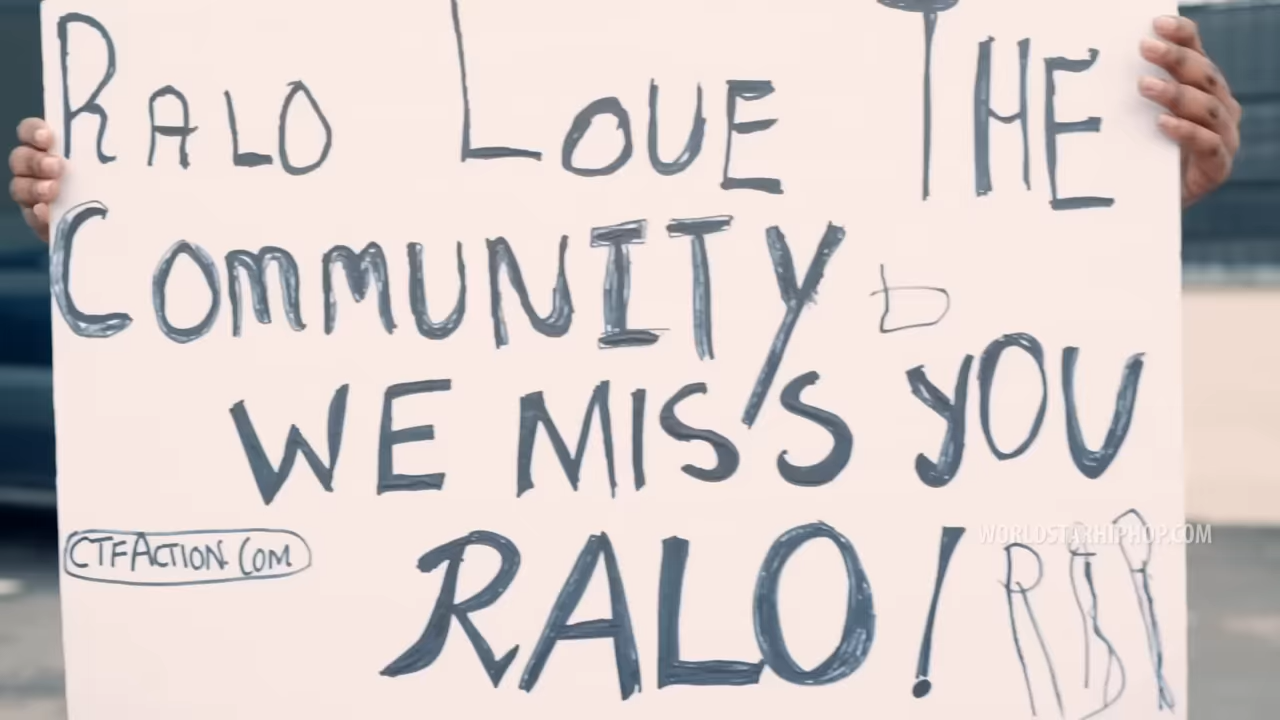 RALO LOVE THE
COMMUNITY
WE MISS YOU
CTFACTION COM
RALO!
WORLDSTARHIPHOP.COM